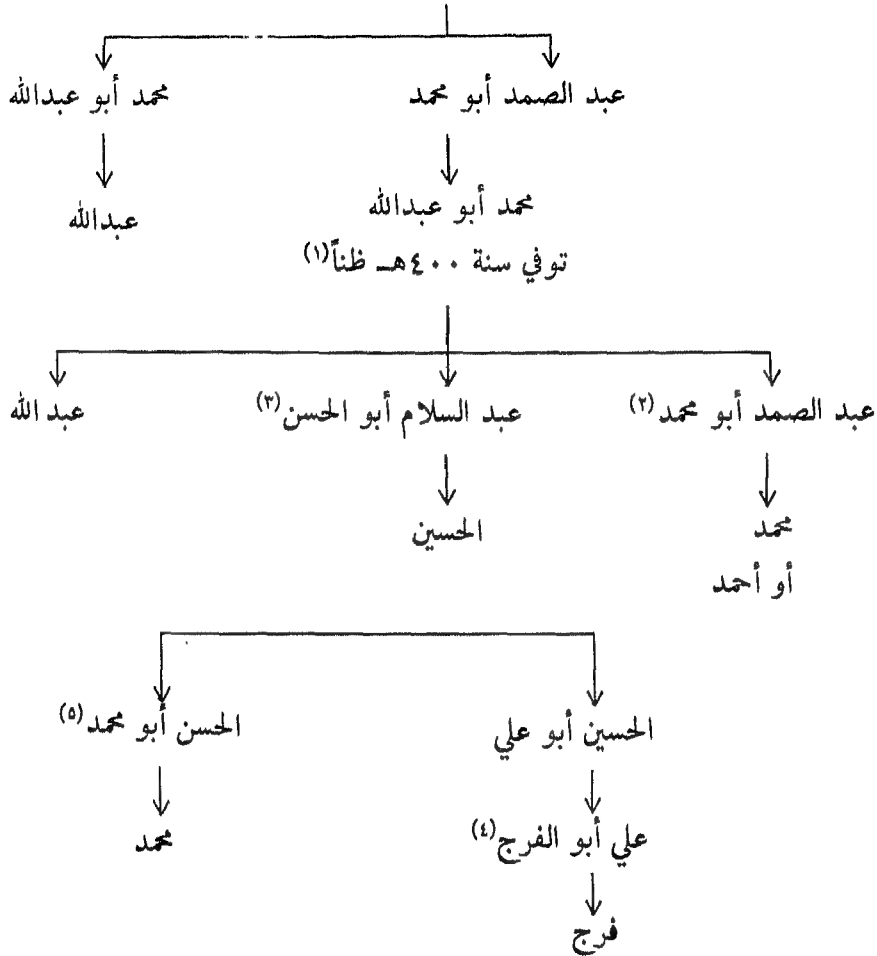 عبد الصمد أبو محمد
محمد أبو عبدالله
محمد أبو عبدالله
عبدالله
توفي سنة ٤٠٠هـ ظناً(١)
عبد الصمد أبو محمد(٢)
عبد السلام أبو الحسن(٣)
عبد الله
محمد
الحسين
أو أحمد
الحسين أبو علي
الحسن أبو محمد(٥)
علي أبو الفرج(٤)
محمد
فرج